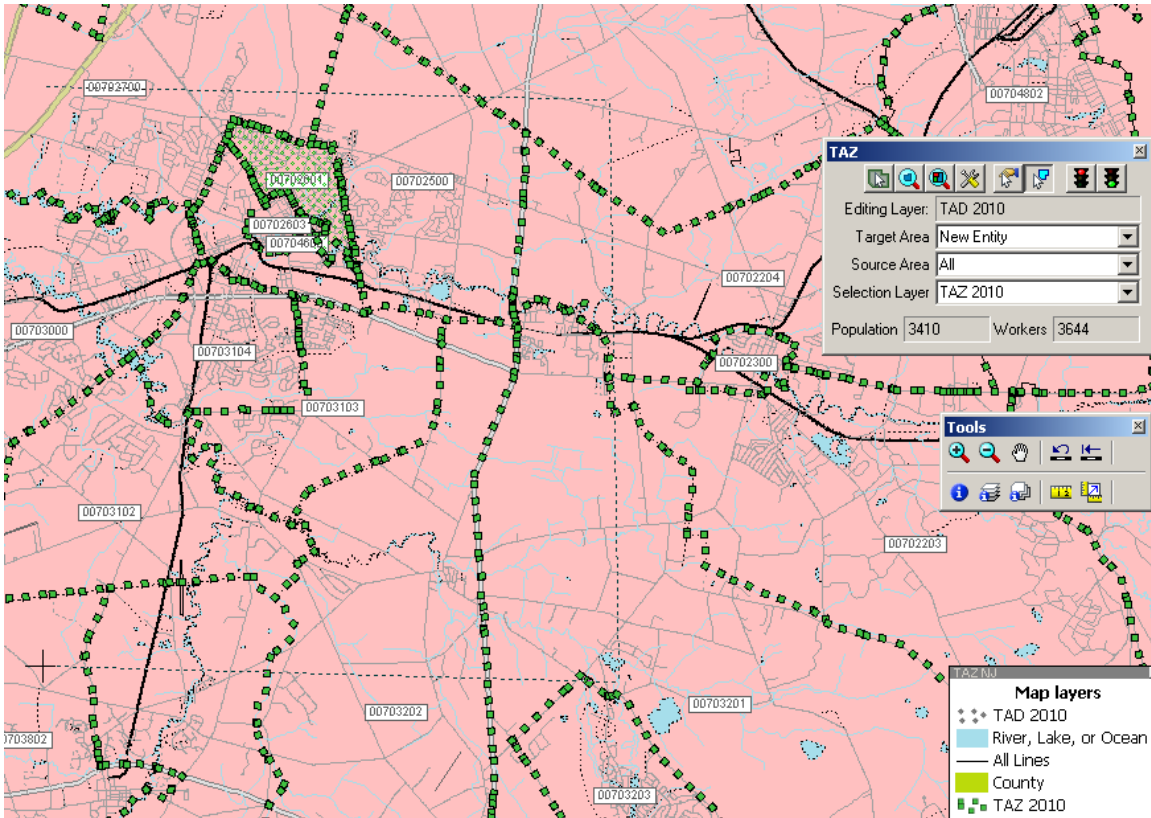 00702700
00704802
TAZ
Editing Layer: TAD 2010
Target Area New Entity
Source Area All
Selection Layer TAZ 2010
Population 3410 Workers 3644
00702601
00702500
00702603
00702204
00703000
00703104
00702300
00703103
Tools
00703102
00702203
00703202
00703201
03802
00703203
TAZ NJ
Map layers
TAD 2010
River, Lake, or Ocean
All Lines
County
TAZ 2010